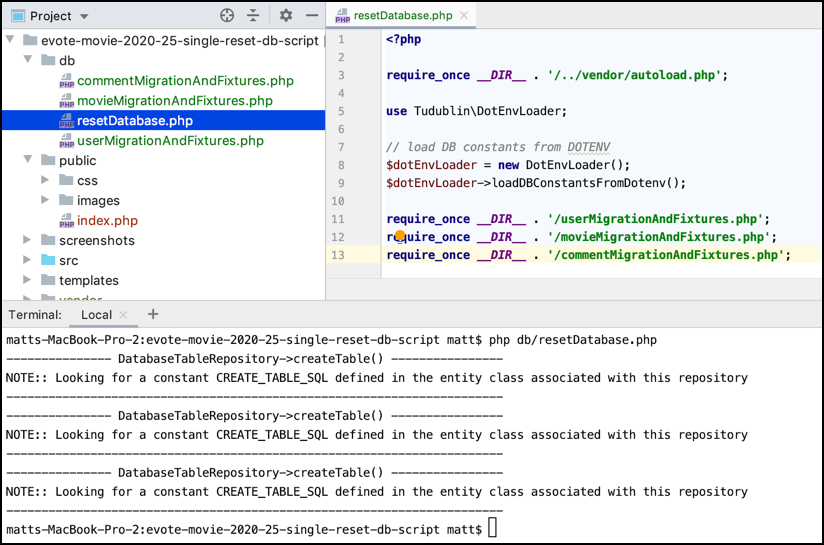 Project
resetDatabase.php
evote-movie-2020-25-single-reset-db-script
db
PHP commentMigrationAndFixtures.php
PHP movieMigrationAndFixtures.php
PHP resetDatabase.php
PHP userMigrationAndFixtures.php
public
css
images
PHP index.php
screenshots
src
templates
vendor
PHP
1 <?php
2
3 require_once __DIR__ . '/../vendor/autoload.php';
4
5 use Tudublin\DotEnvLoader;
6
7 // load DB constants from DOTENV
8 $dotEnvLoader = new DotEnvLoader();
9 $dotEnvLoader->loadDBConstantsFromDotenv();
10
11 require_once __DIR__ . '/userMigrationAndFixtures.php';
12 require_once __DIR__ . '/movieMigrationAndFixtures.php';
13 require_once __DIR__ . '/commentMigrationAndFixtures.php';
Terminal: Local
matts-MacBook-Pro-2:evote-movie-2020-25-single-reset-db-script matt$ php db/resetDatabase.php
--------------- DatabaseTableRepository->createTable() ----------------
NOTE:: Looking for a constant CREATE_TABLE_SQL defined in the entity class associated with this repository
-----------------------------------------------------------------------
--------------- DatabaseTableRepository->createTable() ----------------
NOTE:: Looking for a constant CREATE_TABLE_SQL defined in the entity class associated with this repository
-----------------------------------------------------------------------
--------------- DatabaseTableRepository->createTable() ----------------
NOTE:: Looking for a constant CREATE_TABLE_SQL defined in the entity class associated with this repository
-----------------------------------------------------------------------
matts-MacBook-Pro-2:evote-movie-2020-25-single-reset-db-script matt$